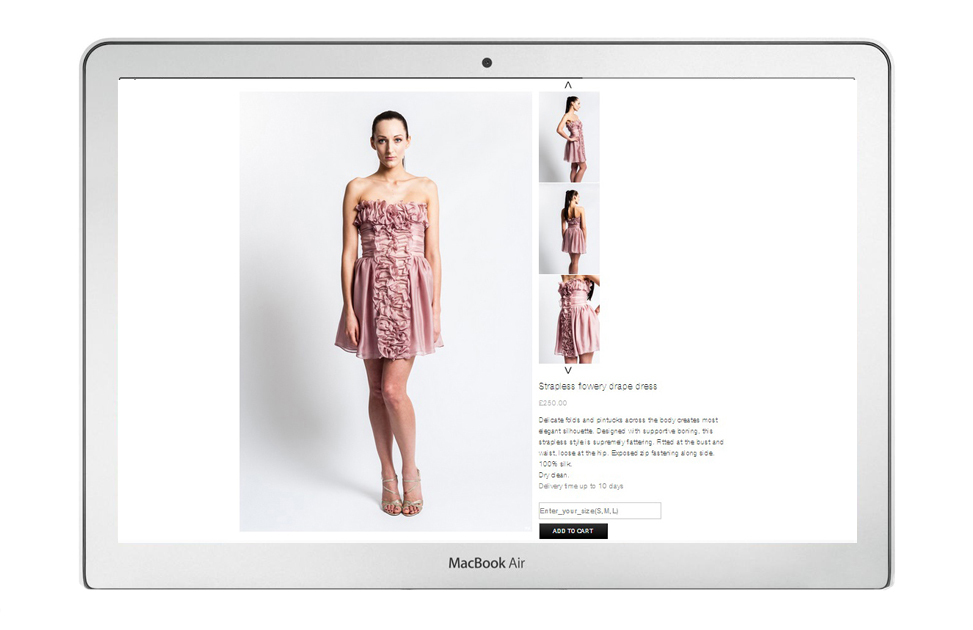 Strapless flowery drape dress
£250.00
Delicate folds and pintucks across the body creates most
elegant silhouette. Designed with supportive boning, this
strapless style is supremely flattering. Fitted at the bust and
waist, loose at the hip. Exposed zip fastening along side.
100% silk.
Dry clean.
Delivery time up to 10 days
Enter_your_size(S,M,L)
ADD TO CART
MacBook Air